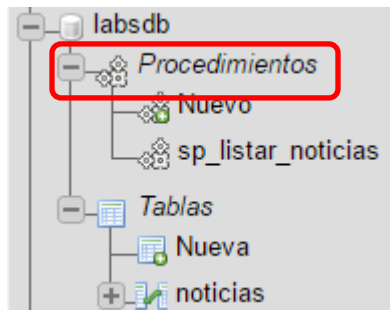 labsdb
Procedimientos
Nuevo
sp_listar_noticias
Tablas
Nueva
noticias